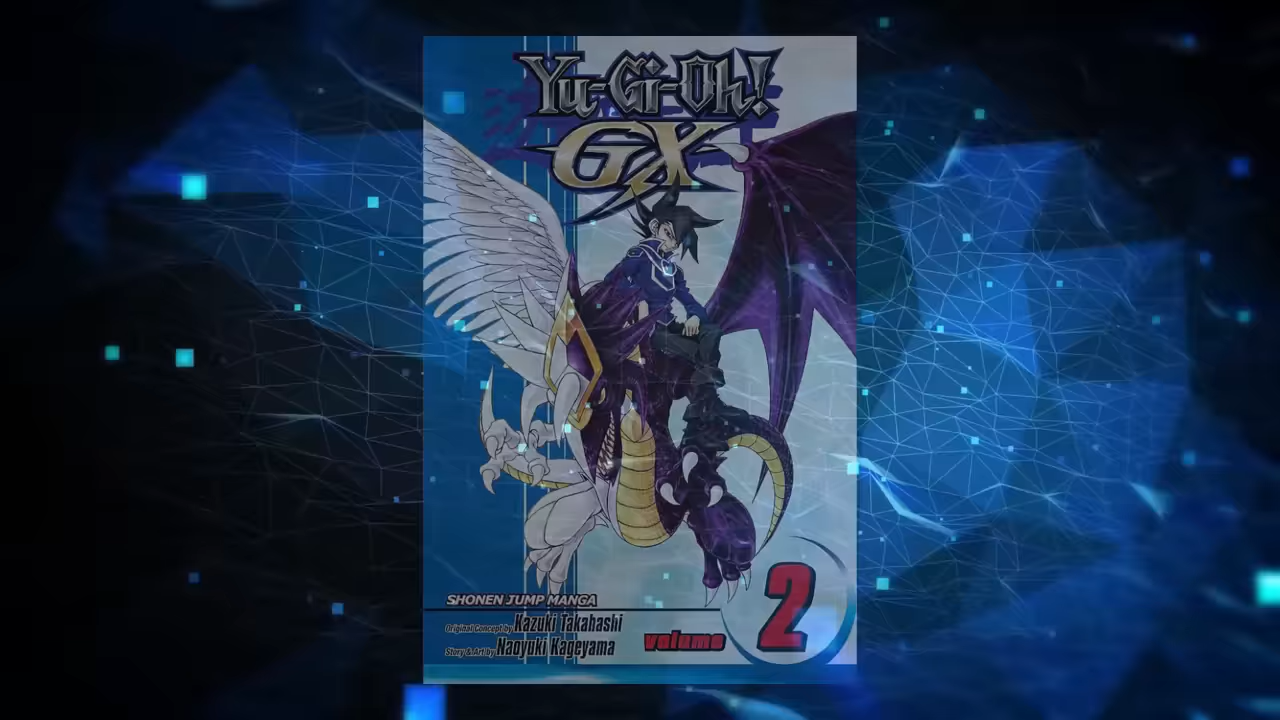 Yu-Gi-Oh!
GX
SHONEN JUMP MANGA
Original Concept by Kazuki Takahashi
Story & Art by Naoyuki Kageyama
volume
2